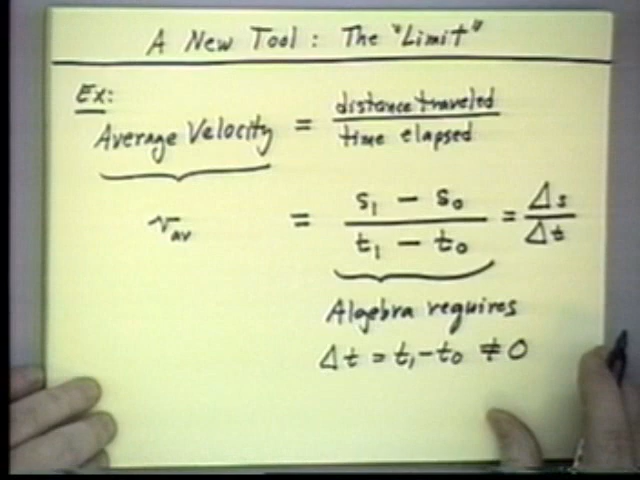 A New Tool : The "Limit"
Ex:
Average Velocity = distance traveled / time elapsed
v_av = s₁ - s₀ / t₁ - t₀ = Δs / Δt
Algebra requires
Δt = t₁ - t₀ ≠ 0